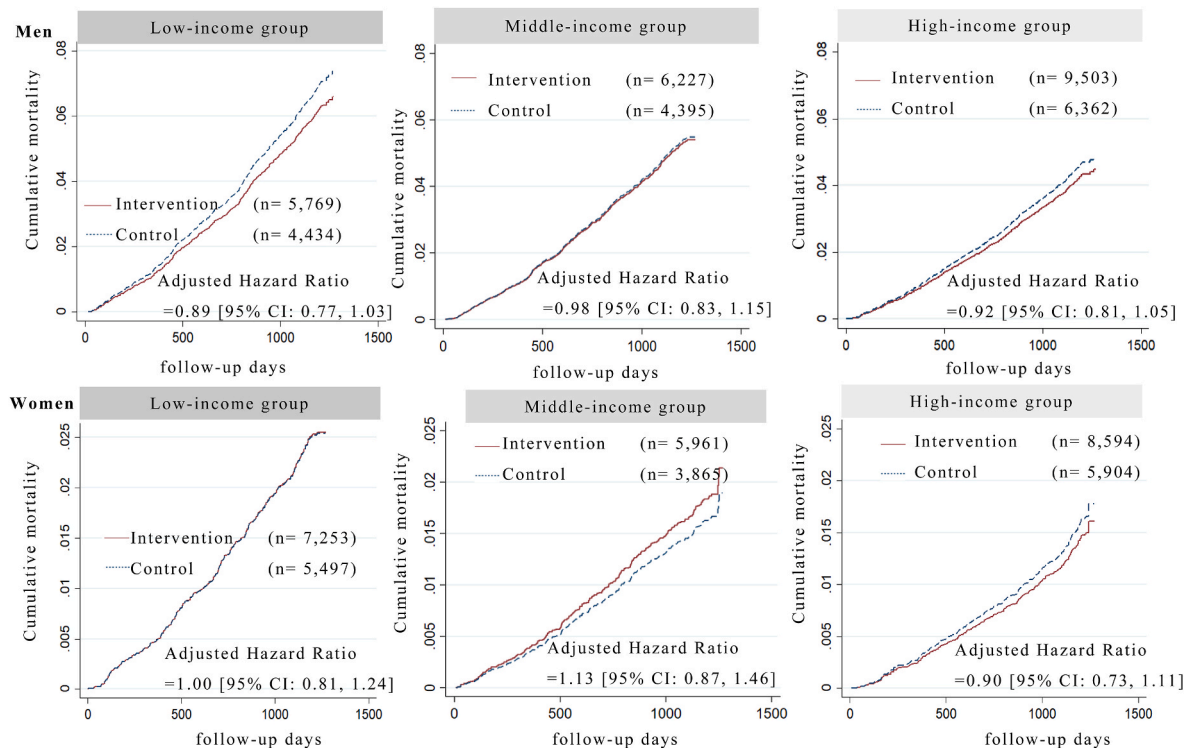 Men
Low-income group
Cumulative mortality
.08
.06
.04
.02
0
Intervention (n= 5,769)
Control (n= 4,434)
Adjusted Hazard Ratio
=0.89 [95% CI: 0.77, 1.03]
0 500 1000 1500
follow-up days
Middle-income group
Cumulative mortality
.08
.06
.04
.02
0
Intervention (n= 6,227)
Control (n= 4,395)
Adjusted Hazard Ratio
=0.98 [95% CI: 0.83, 1.15]
0 500 1000 1500
follow-up days
High-income group
Cumulative mortality
.08
.06
.04
.02
0
Intervention (n= 9,503)
Control (n= 6,362)
Adjusted Hazard Ratio
=0.92 [95% CI: 0.81, 1.05]
0 500 1000 1500
follow-up days
Women
Low-income group
Cumulative mortality
.025
.02
.015
.01
.005
0
Intervention (n= 7,253)
Control (n= 5,497)
Adjusted Hazard Ratio
=1.00 [95% CI: 0.81, 1.24]
0 500 1000 1500
follow-up days
Middle-income group
Cumulative mortality
.025
.02
.015
.01
.005
0
Intervention (n= 5,961)
Control (n= 3,865)
Adjusted Hazard Ratio
=1.13 [95% CI: 0.87, 1.46]
0 500 1000 1500
follow-up days
High-income group
Cumulative mortality
.025
.02
.015
.01
.005
0
Intervention (n= 8,594)
Control (n= 5,904)
Adjusted Hazard Ratio
=0.90 [95% CI: 0.73, 1.11]
0 500 1000 1500
follow-up days